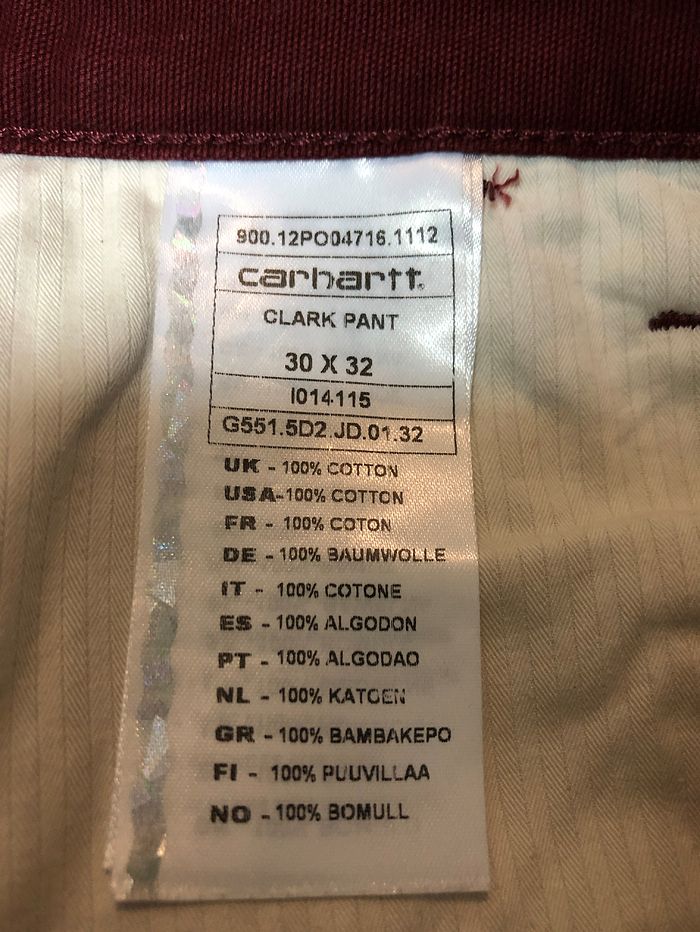 900.12PO04716.1112
carhartt.
CLARK PANT
30 X 32
I014115
G551.5D2.JD.01.32
UK - 100% COTTON
USA-100% COTTON
FR - 100% COTON
DE - 100% BAUMWOLLE
IT - 100% COTONE
ES - 100% ALGODON
PT - 100% ALGODAO
NL - 100% KATOEN
GR - 100% BAMBAKEPO
FI - 100% PUUVILLAA
NO - 100% BOMULL